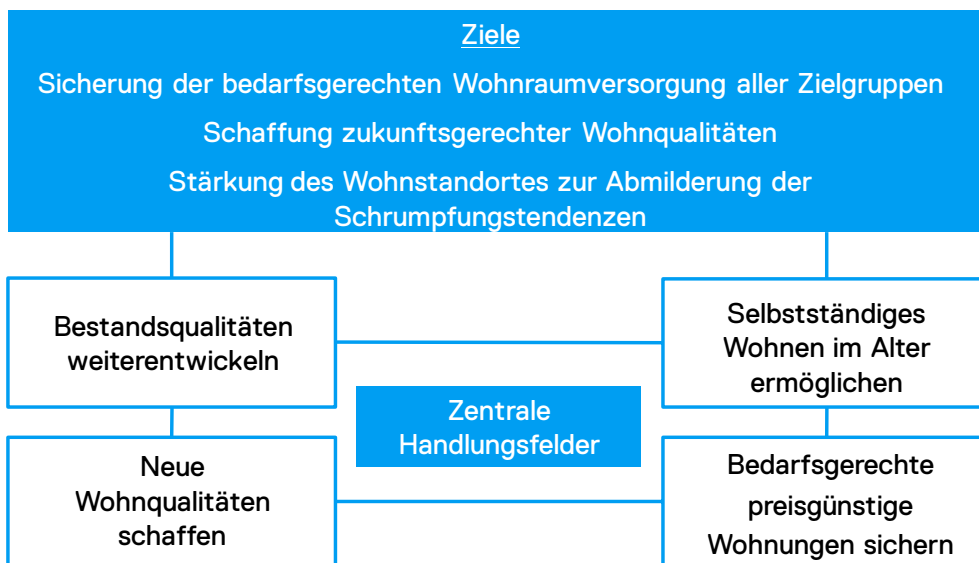 Ziele
Sicherung der bedarfsgerechten Wohnraumversorgung aller Zielgruppen
Schaffung zukunftsgerechter Wohnqualitäten
Stärkung des Wohnstandortes zur Abmilderung der
Schrumpfungstendenzen
Bestandsqualitäten
weiterentwickeln
Selbstständiges
Wohnen im Alter
ermöglichen
Zentrale
Handlungsfelder
Neue
Wohnqualitäten
schaffen
Bedarfsgerechte
preisgünstige
Wohnungen sichern